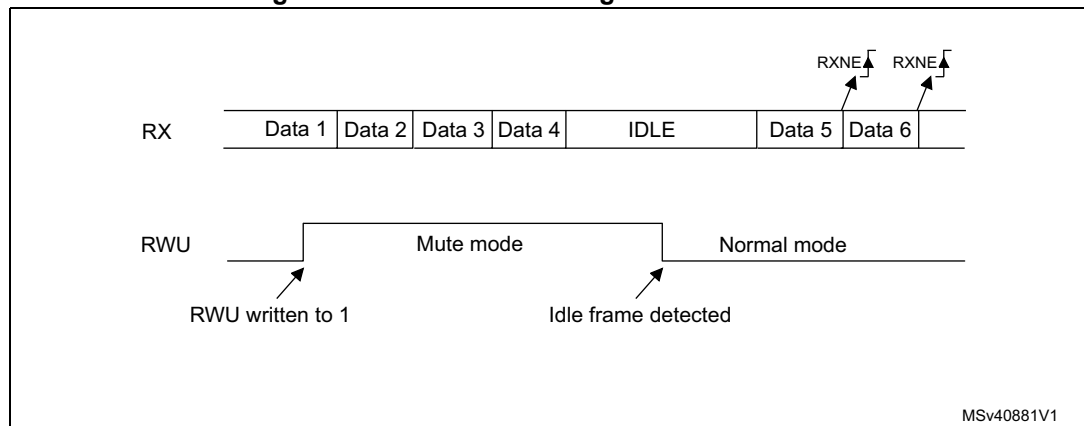 RXNE RXNE
RX Data 1 Data 2 Data 3 Data 4 IDLE Data 5 Data 6
RWU Mute mode Normal mode
RWU written to 1 Idle frame detected
MSv40881V1